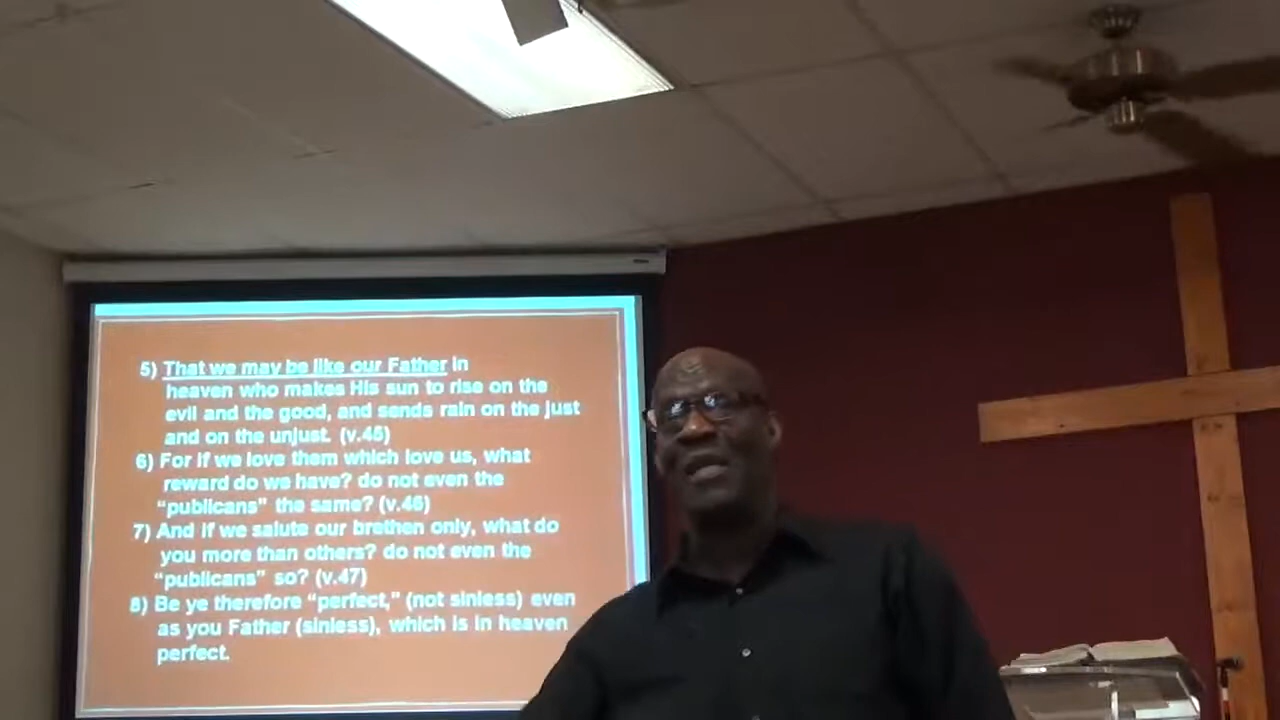 5) That we may be like our Father in
heaven who makes His sun to rise on the
evil and the good, and sends rain on the just
and on the unjust. (v.45)
6) For if we love them which love us, what
reward do we have? do not even the
“publicans” the same? (v.46)
7) And if we salute our brethen only, what do
you more than others? do not even the
“publicans” so? (v.47)
8) Be ye therefore “perfect,” (not sinless) even
as you Father (sinless), which is in heaven
perfect.